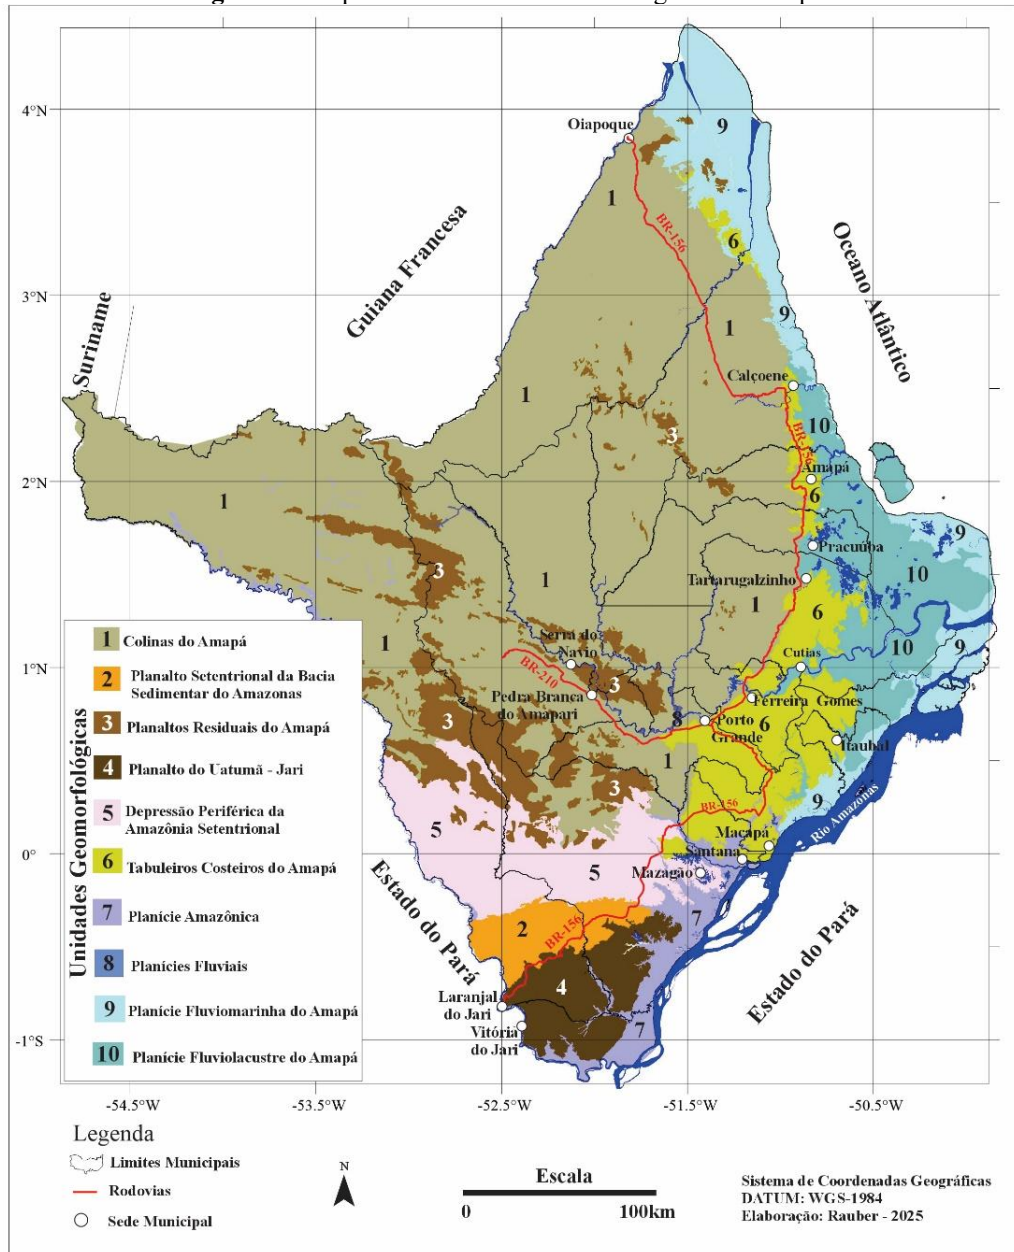 4°N
3°N
2°N
1°N
0°
-1°S
Oiapoque
9
1
BR-156
6
Guiana Francesa
Oceano Atlântico
Suriname
1
9
Calçoene
1
10
BR-156
3
Amapá
1
6
9
Pracuúba
3
10
Tartarugalzinho
1
1
6
Serra do
Navio
Cutias
9
1
10
BR-210
3
Pedra Branca
do Amapari
Ferreira Gomes
8
Porto
Grande
6
3
Itaubal
1
3
9
BR-156
Rio Amazonas
5
Macapá
Santana
Mazagão
5
Estado do Pará
2
7
BR-156
4
Estado do Pará
Laranjal
do Jari
Vitória
do Jari
7
Unidades Geomorfológicas
1 Colinas do Amapá
2 Planalto Setentrional da Bacia
Sedimentar do Amazonas
3 Planaltos Residuais do Amapá
4 Planalto do Uatumã - Jari
5 Depressão Periférica da
Amazônia Setentrional
6 Tabuleiros Costeiros do Amapá
7 Planície Amazônica
8 Planícies Fluviais
9 Planície Fluviomarinha do Amapá
10 Planície Fluviolacustre do Amapá
-54.5°W -53.5°W -52.5°W -51.5°W -50.5°W
Legenda
Limites Municipais
Rodovias
Sede Municipal
N
Escala
0 100km
Sistema de Coordenadas Geográficas
DATUM: WGS-1984
Elaboração: Rauber - 2025